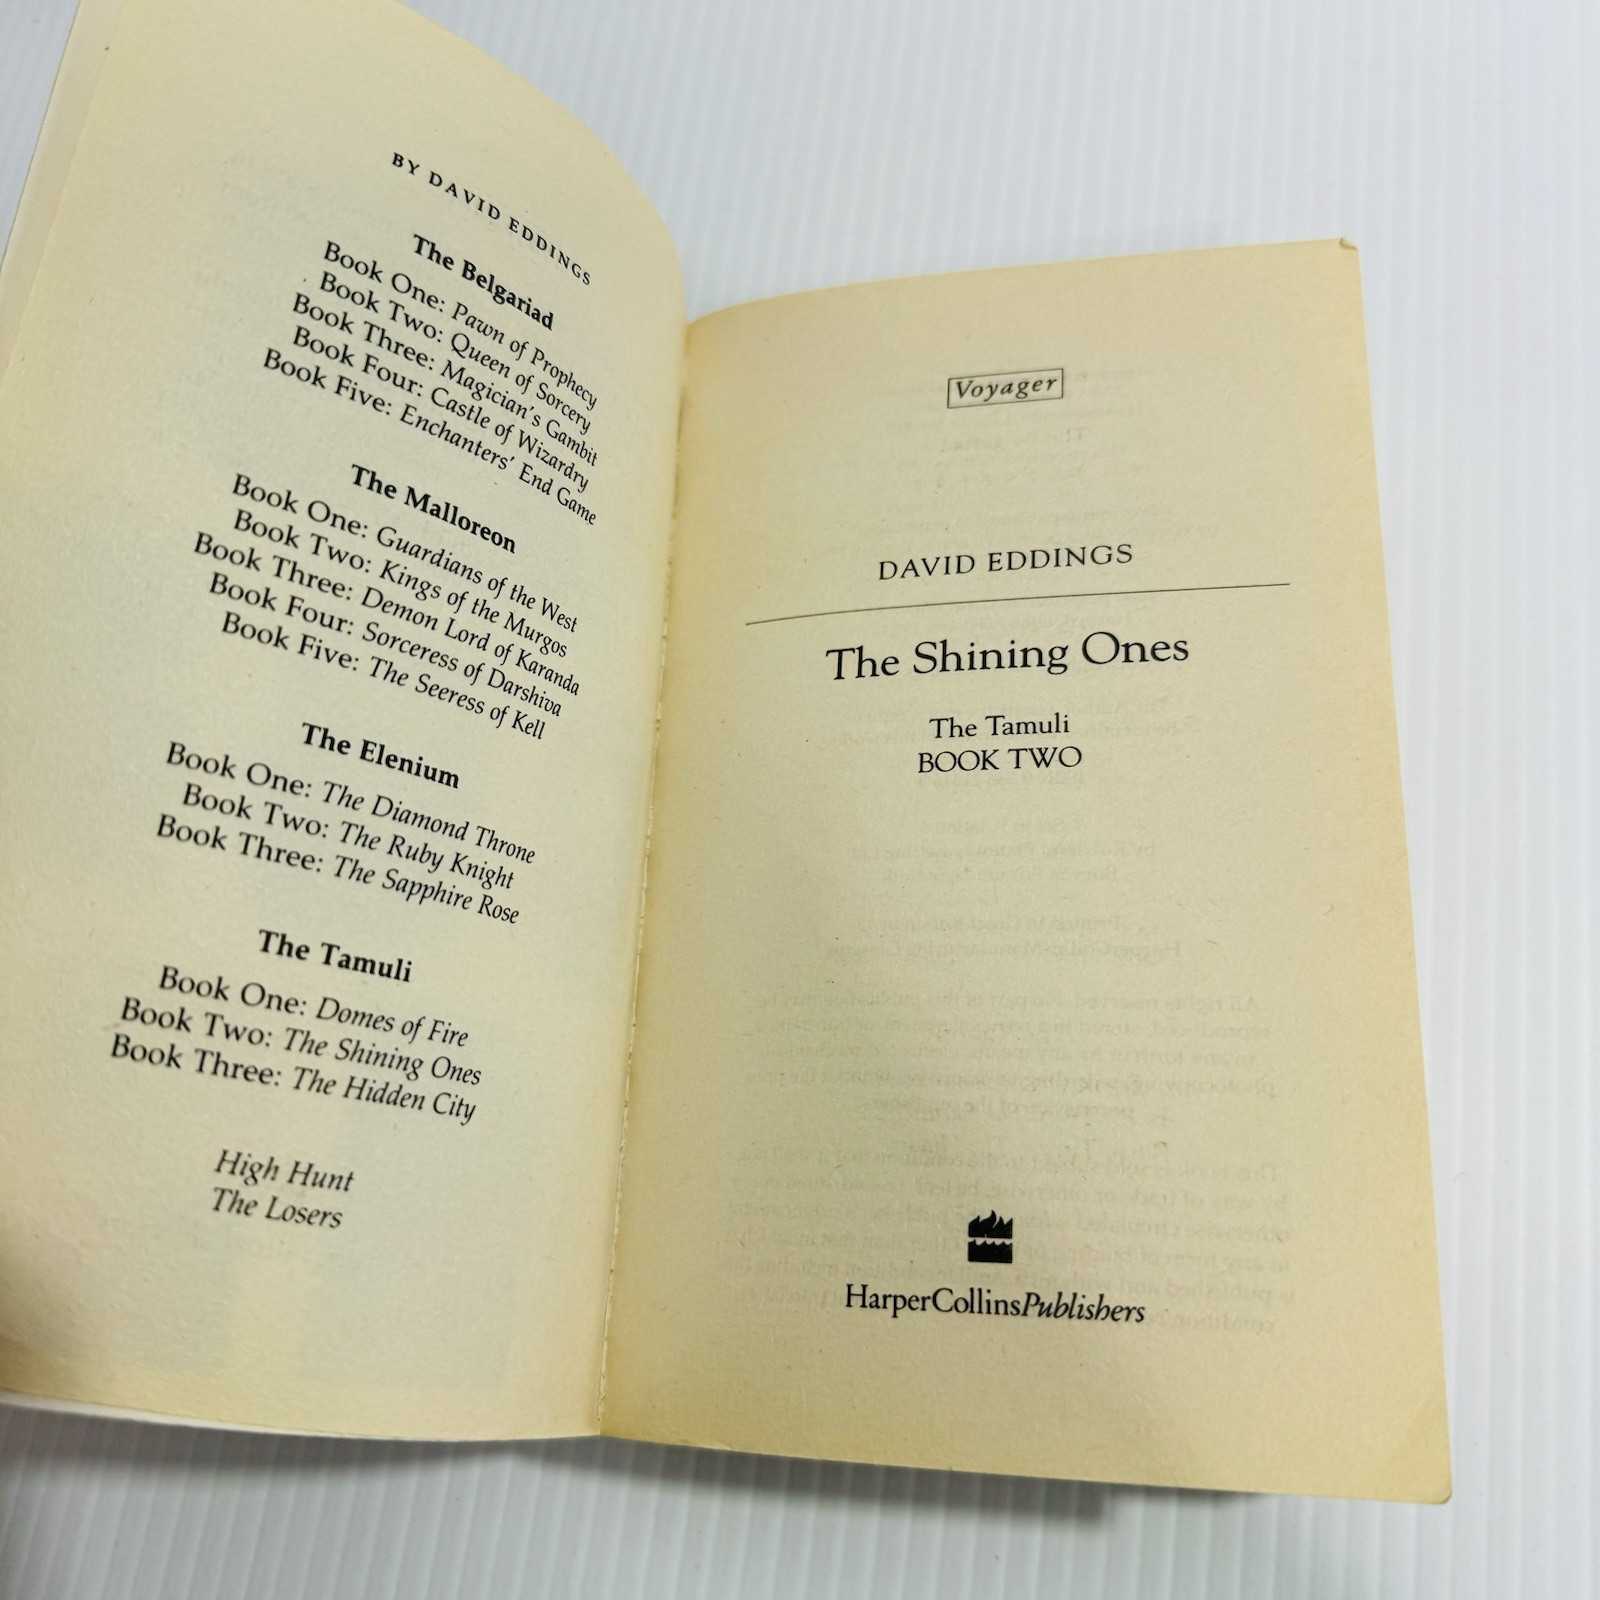 BY DAVID EDDINGS
The Belgariad
Book One: Pawn of Prophecy
Book Two: Queen of Sorcery
Book Three: Magician's Gambit
Book Four: Castle of Wizardry
Book Five: Enchanters' End Game
The Malloreon
Book One: Guardians of the West
Book Two: Kings of the Murgos
Book Three: Demon Lord of Karanda
Book Four: Sorceress of Darshiva
Book Five: The Seeress of Kell
The Elenium
Book One: The Diamond Throne
Book Two: The Ruby Knight
Book Three: The Sapphire Rose
The Tamuli
Book One: Domes of Fire
Book Two: The Shining Ones
Book Three: The Hidden City
High Hunt
The Losers
Voyager
DAVID EDDINGS
The Shining Ones
The Tamuli
BOOK TWO
HarperCollinsPublishers